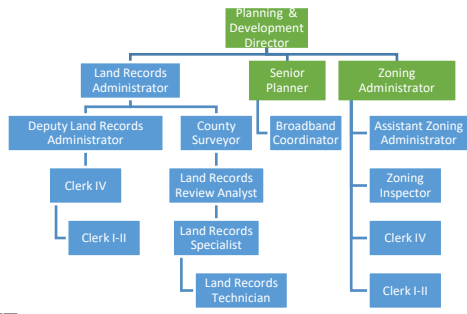 Planning &
Development
Director
Land Records
Administrator
Senior
Planner
Zoning
Administrator
Deputy Land Records
Administrator
County
Surveyor
Broadband
Coordinator
Assistant Zoning
Administrator
Clerk IV
Land Records
Review Analyst
Zoning
Inspector
Clerk I-II
Land Records
Specialist
Clerk IV
Land Records
Technician
Clerk I-II